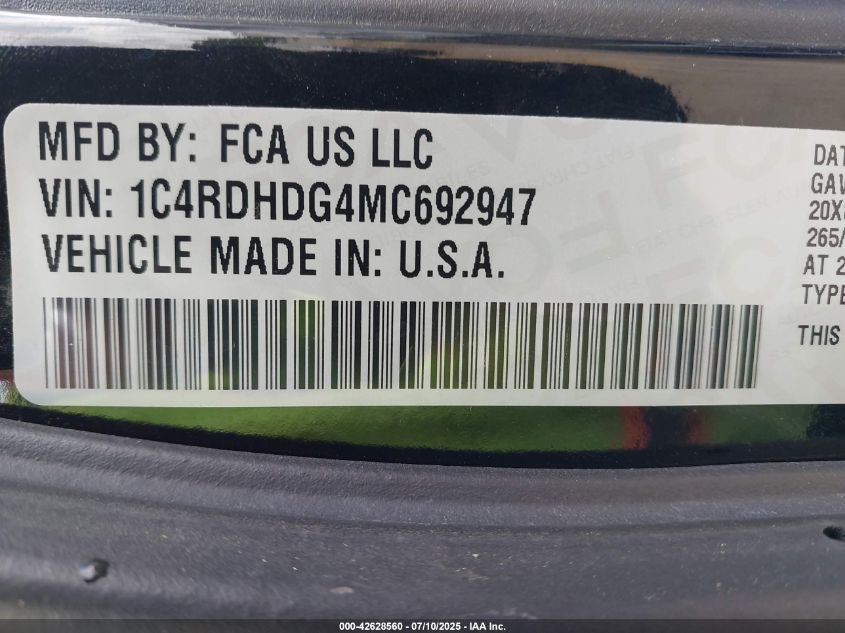 MFD BY: FCA US LLC
VIN: 1C4RDHDG4MC692947
VEHICLE MADE IN: U.S.A.
DAT
GAV
20X
265/
AT 2
TYPE
THIS
000-42628560 - 07/10/2025 - IAA Inc.